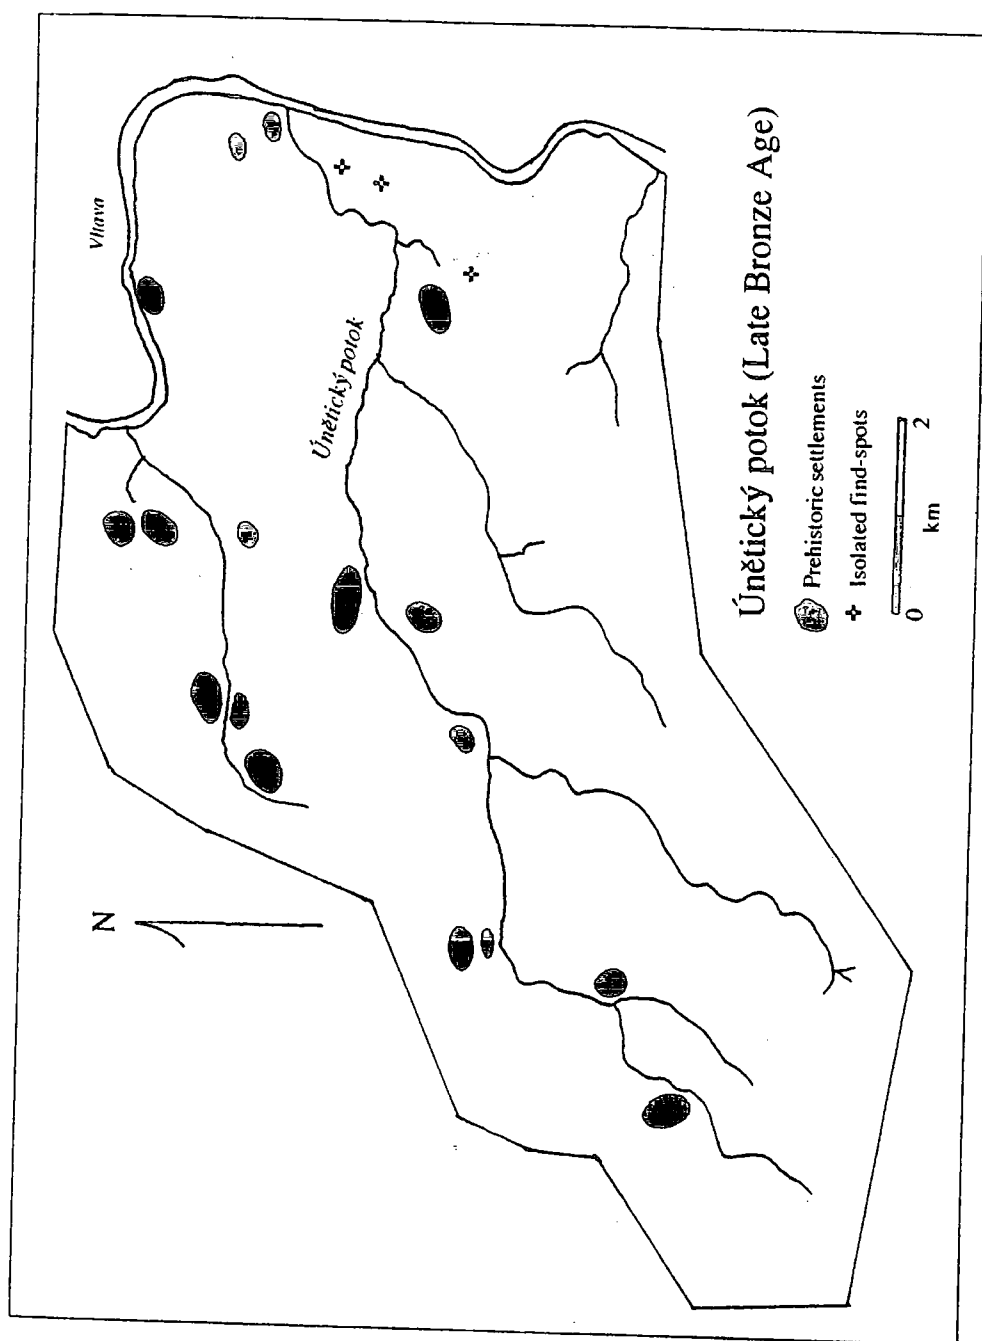 N
Vltava
Únětický potok
Únětický potok (Late Bronze Age)
Prehistoric settlements
Isolated find-spots
0 2
km